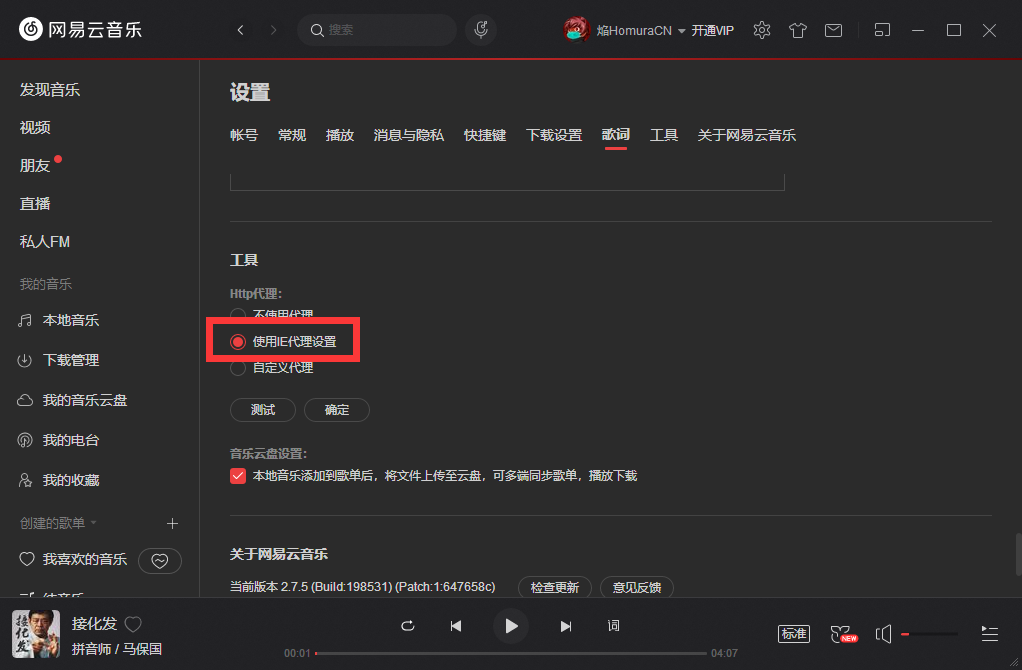 网易云音乐
搜索
焰HomuraCN
开通VIP
发现音乐
视频
朋友
直播
私人FM
我的音乐
本地音乐
下载管理
我的音乐云盘
我的电台
我的收藏
创建的歌单
我喜欢的音乐
设置
帐号 常规 播放 消息与隐私 快捷键 下载设置 歌词 工具 关于网易云音乐
工具
Http代理:
不使用代理
使用IE代理设置
自定义代理
测试 确定
音乐云盘设置:
本地音乐添加到歌单后，将文件上传至云盘，可多端同步歌单，播放下载
关于网易云音乐
当前版本 2.7.5 (Build:198531) (Patch:1:647658c) 检查更新 意见反馈
接化发
接化发
拼音师 / 马保国
词
00:01
04:07
标准
NEW